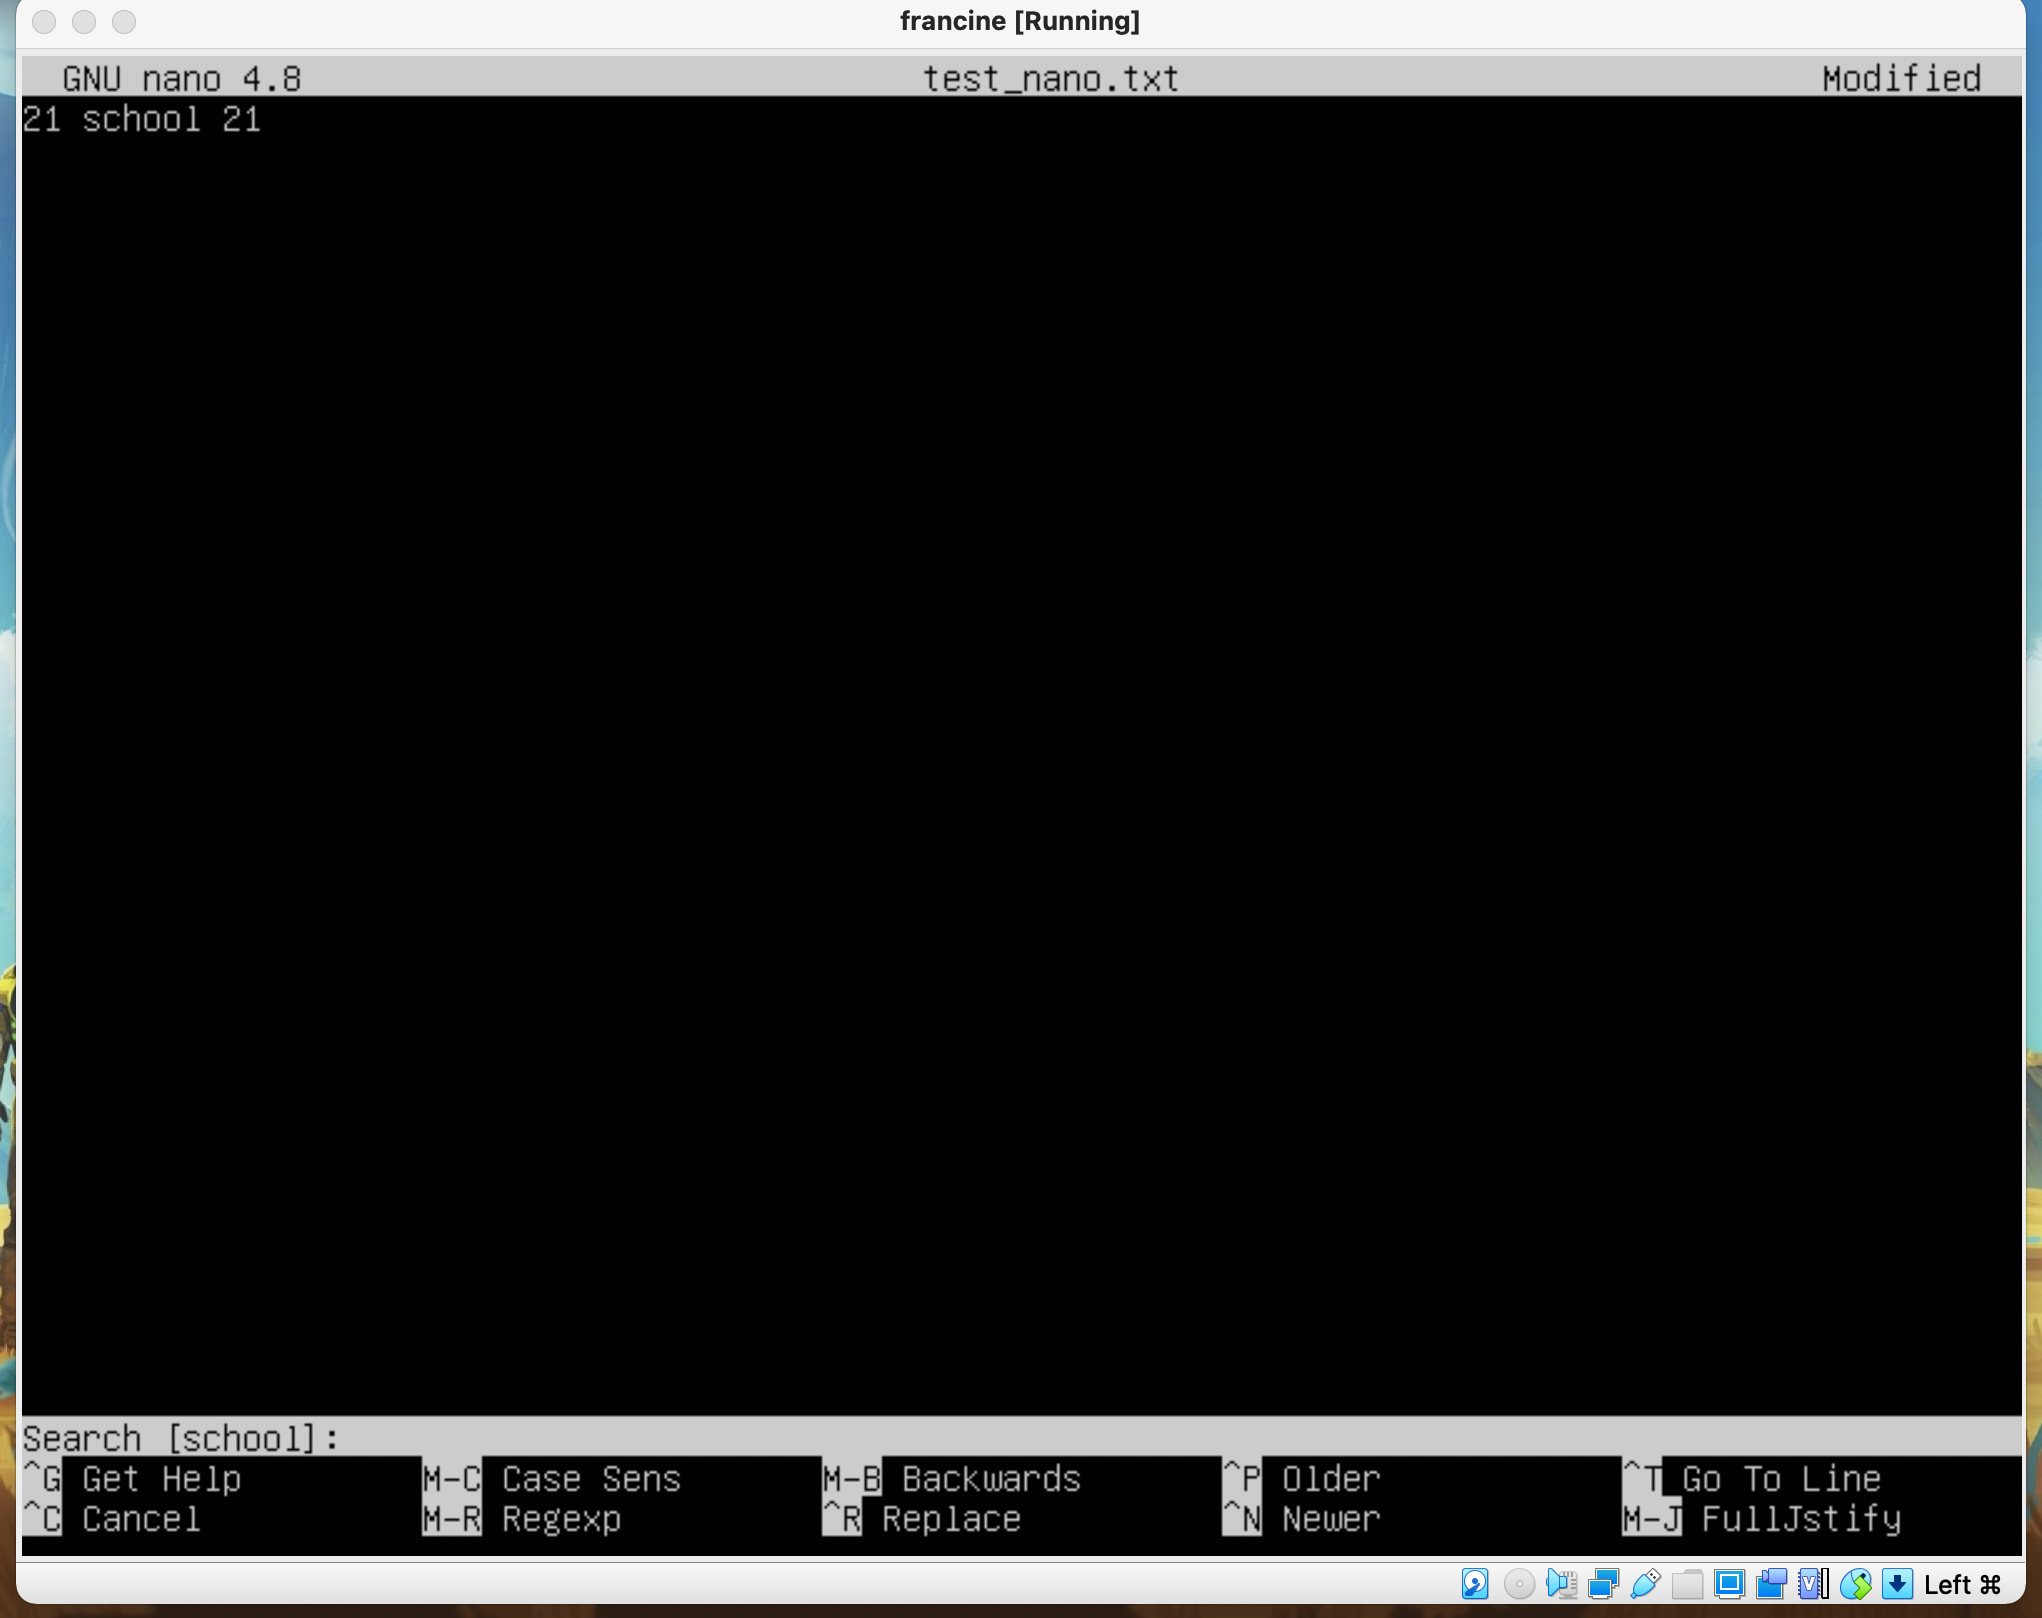 francine [Running]
GNU nano 4.8 test_nano.txt Modified
21 school 21
Search [school]:
^G Get Help M-C Case Sens M-B Backwards ^P Older ^T Go To Line
^C Cancel M-R Regexp ^R Replace ^N Newer M-J FullJstify
Left ⌘